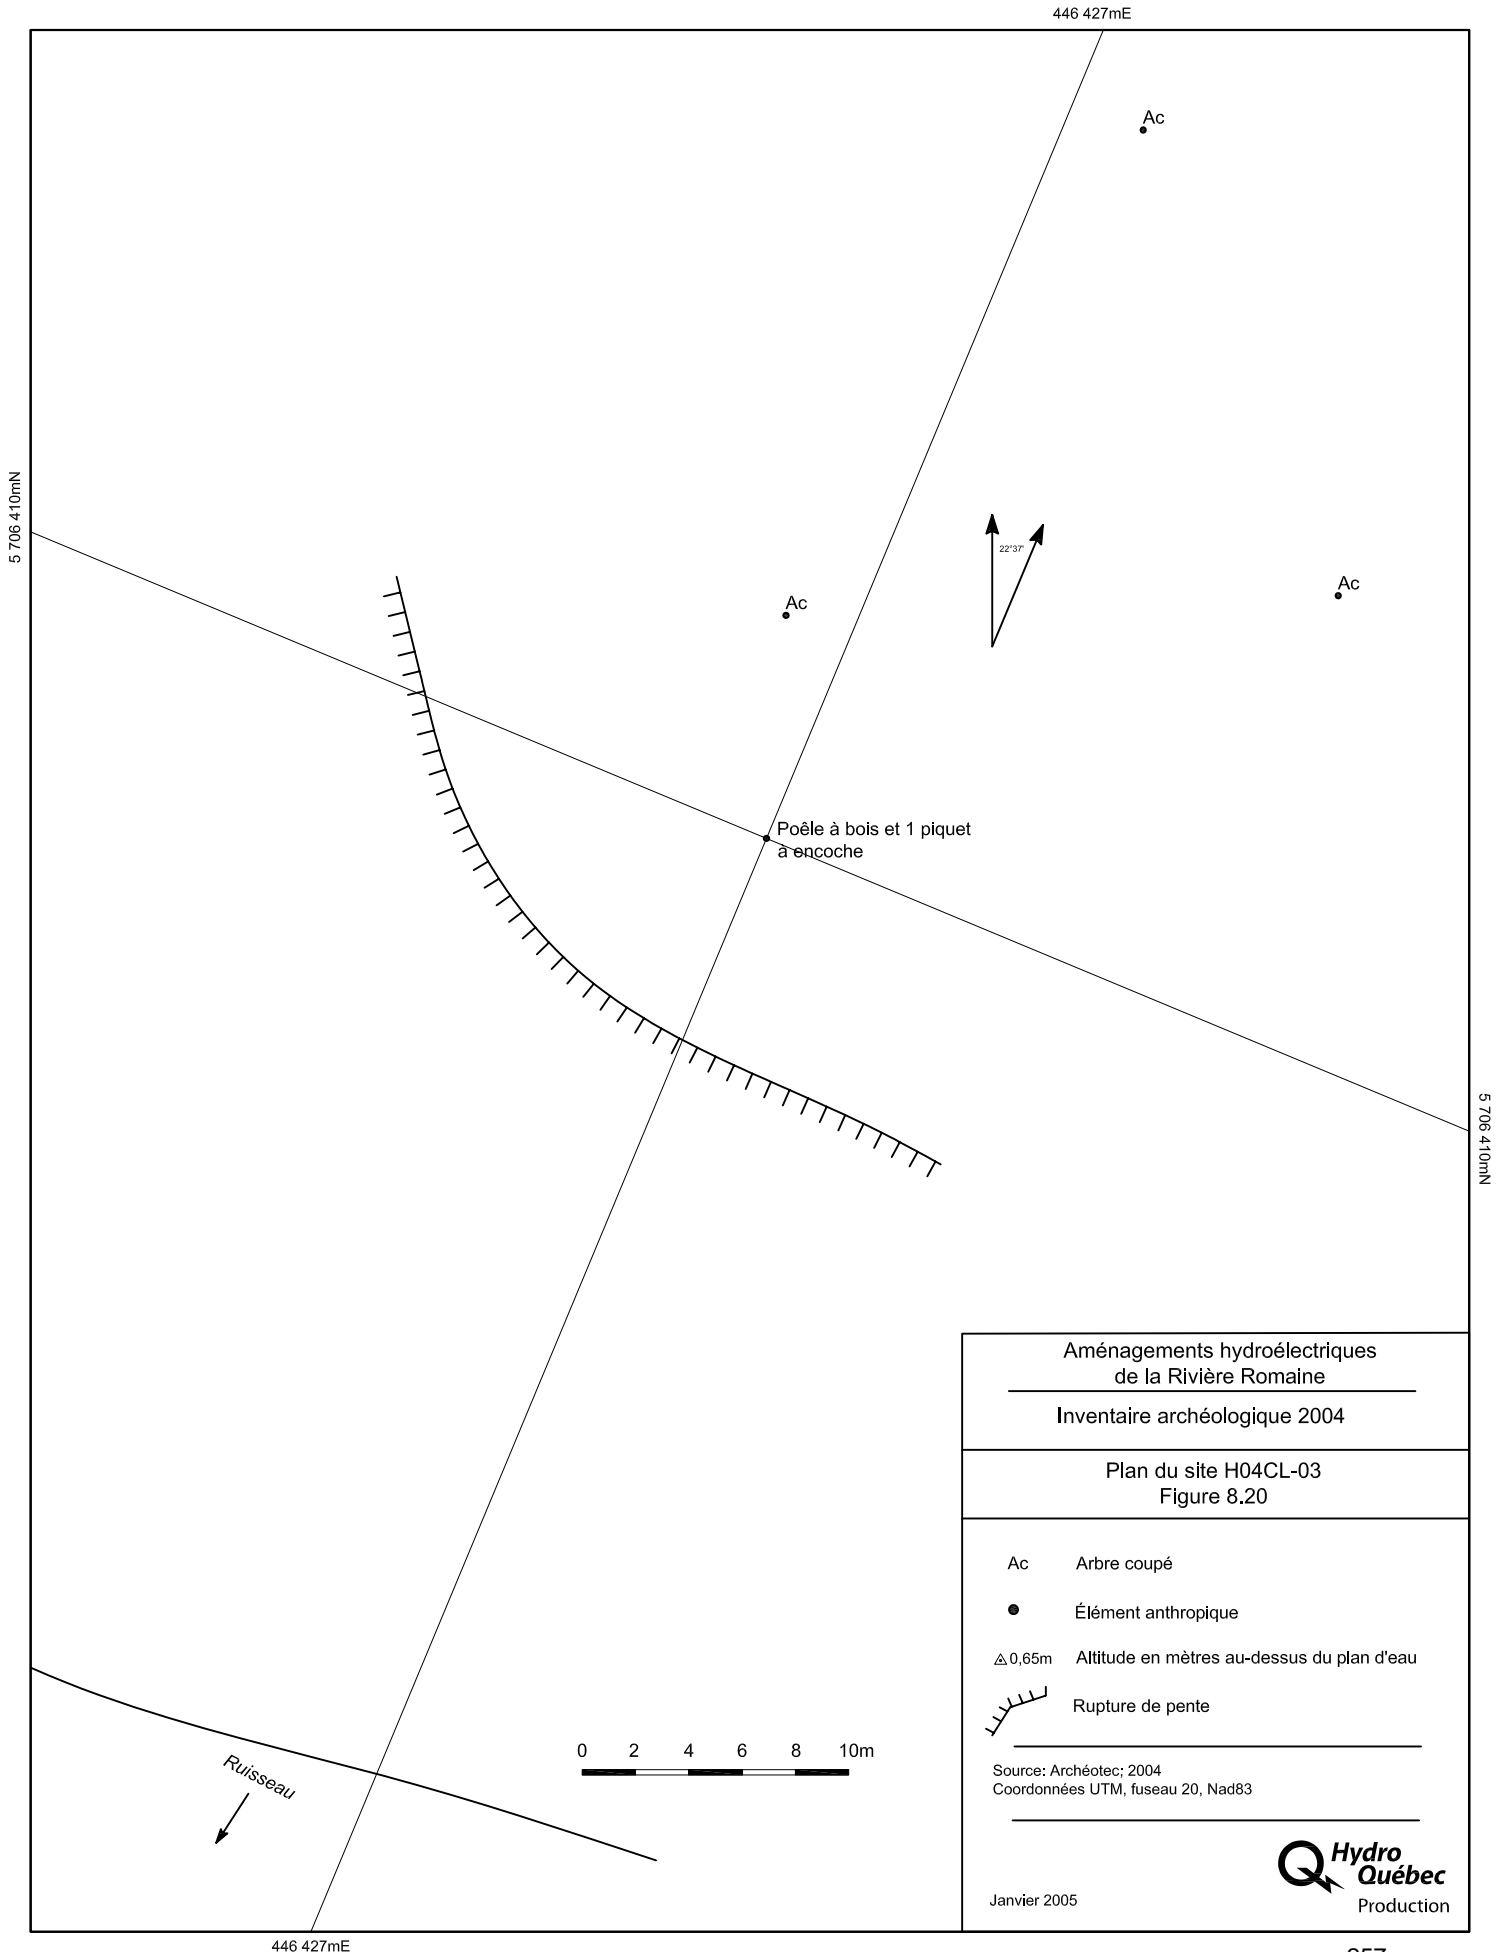 446 427mE
Ac
5 706 410mN
22°37'
Ac
Ac
Poêle à bois et 1 piquet
à encoche
5 706 410mN
Aménagements hydroélectriques
de la Rivière Romaine
Inventaire archéologique 2004
Plan du site H04CL-03
Figure 8.20
Ac Arbre coupé
Élément anthropique
0,65m Altitude en mètres au-dessus du plan d'eau
Rupture de pente
0 2 4 6 8 10m
Ruisseau
Source: Archéotec; 2004
Coordonnées UTM, fuseau 20, Nad83
Hydro
Québec
Production
Janvier 2005
446 427mE